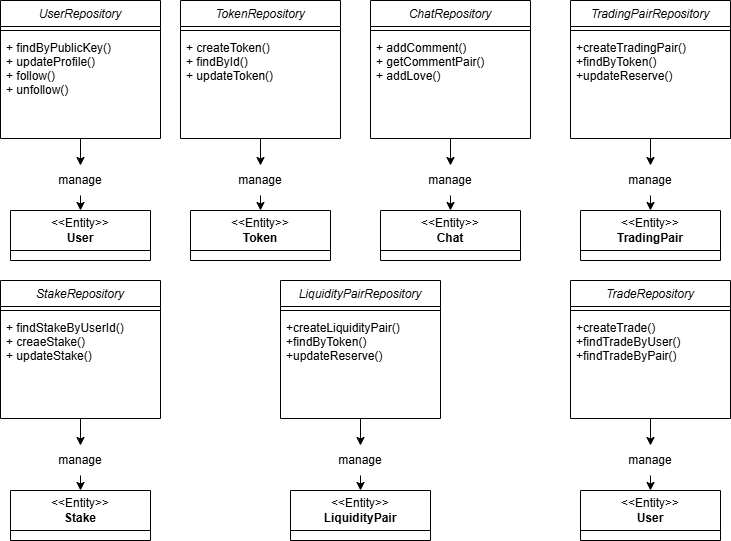 UserRepository
+ findByPublicKey()
+ updateProfile()
+ follow()
+ unfollow()
manage
<<Entity>>
User
TokenRepository
+ createToken()
+ findById()
+ updateToken()
manage
<<Entity>>
Token
ChatRepository
+ addComment()
+ getCommentPair()
+ addLove()
manage
<<Entity>>
Chat
TradingPairRepository
+createTradingPair()
+findByToken()
+updateReserve()
manage
<<Entity>>
TradingPair
StakeRepository
+ findStakeByUserId()
+ creaeStake()
+ updateStake()
manage
<<Entity>>
Stake
LiquidityPairRepository
+createLiquidityPair()
+findByToken()
+updateReserve()
manage
<<Entity>>
LiquidityPair
TradeRepository
+createTrade()
+findTradeByUser()
+findTradeByPair()
manage
<<Entity>>
User